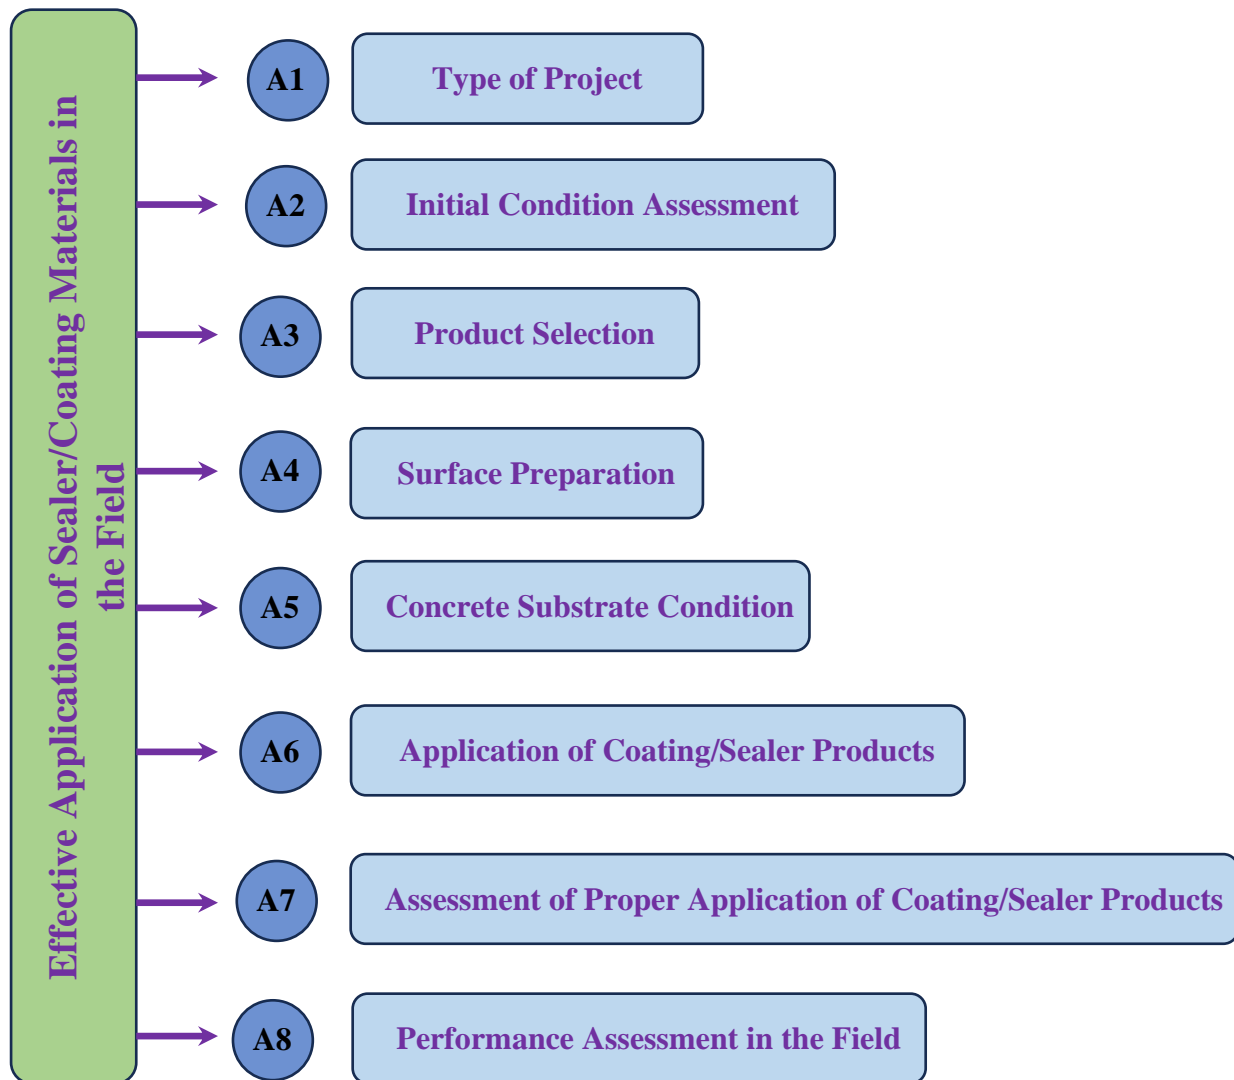 Effective Application of Sealer/Coating Materials in
the Field
A1
Type of Project
A2
Initial Condition Assessment
A3
Product Selection
A4
Surface Preparation
A5
Concrete Substrate Condition
A6
Application of Coating/Sealer Products
A7
Assessment of Proper Application of Coating/Sealer Products
A8
Performance Assessment in the Field